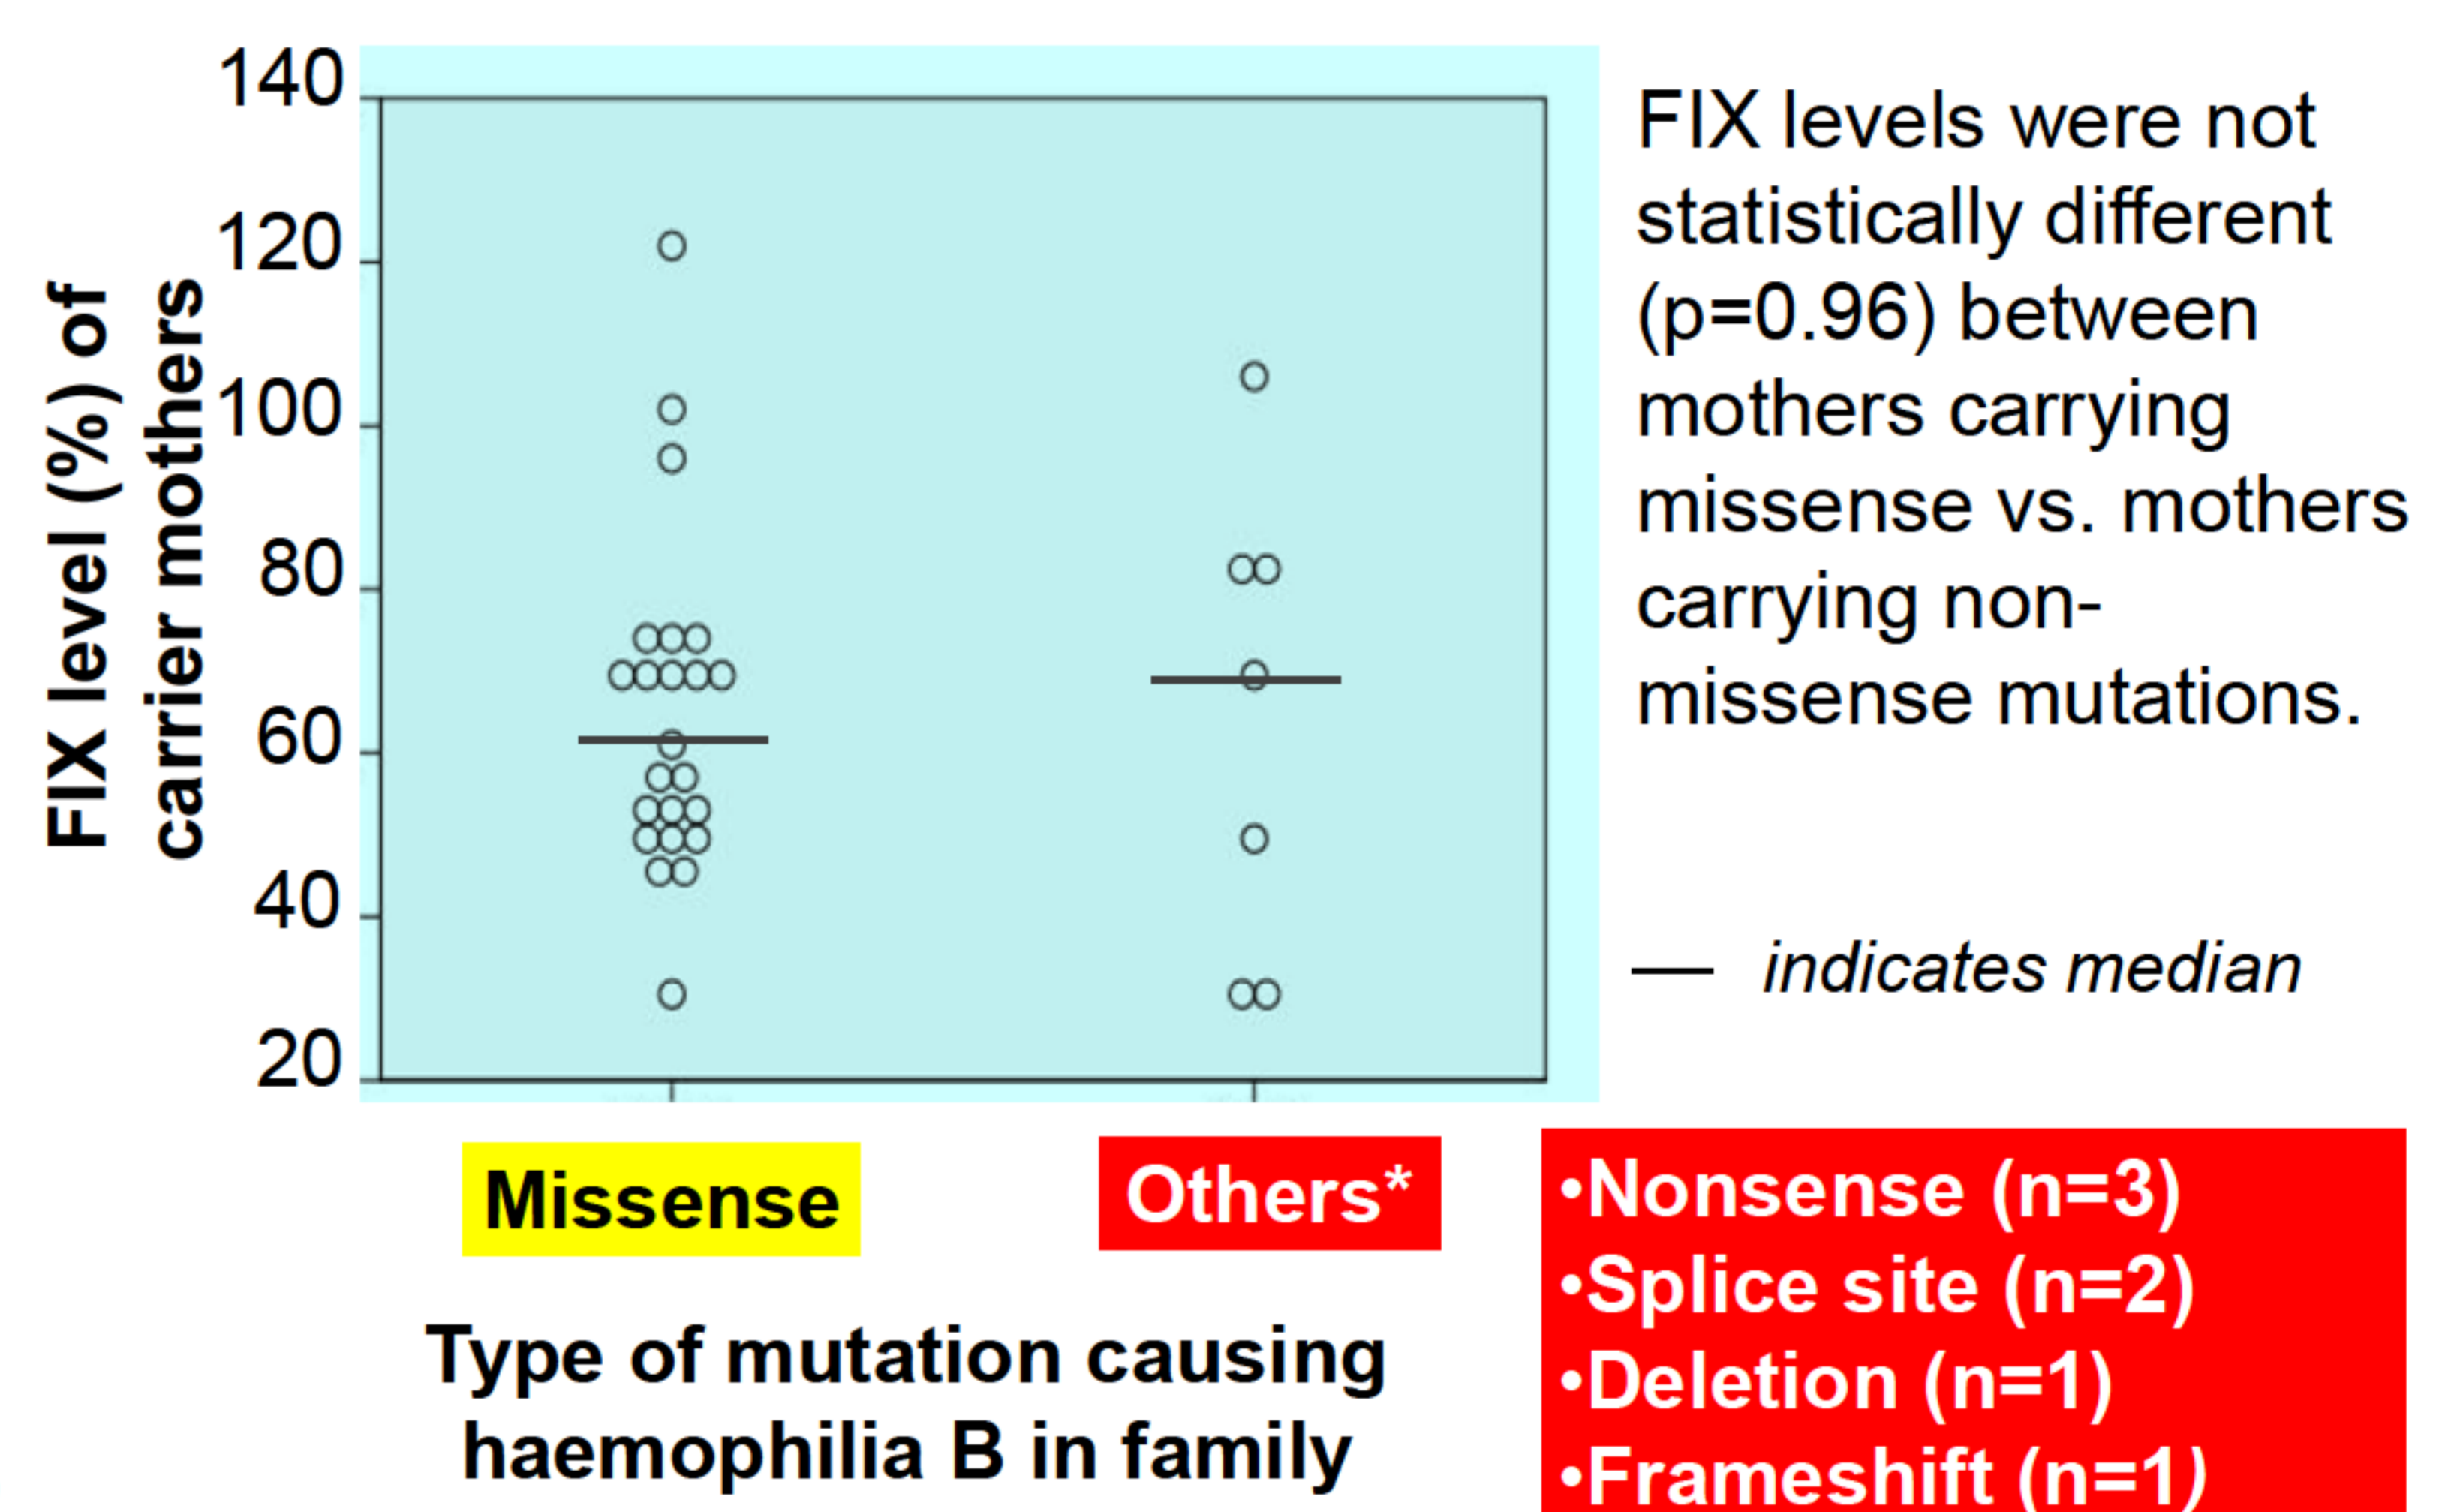 140
120
100
80
60
40
20
FIX level (%) of
carrier mothers
FIX levels were not
statistically different
(p=0.96) between
mothers carrying
missense vs. mothers
carrying non-
missense mutations.
— indicates median
Missense
Others*
Type of mutation causing
haemophilia B in family
•Nonsense (n=3)
•Splice site (n=2)
•Deletion (n=1)
•Frameshift (n=1)